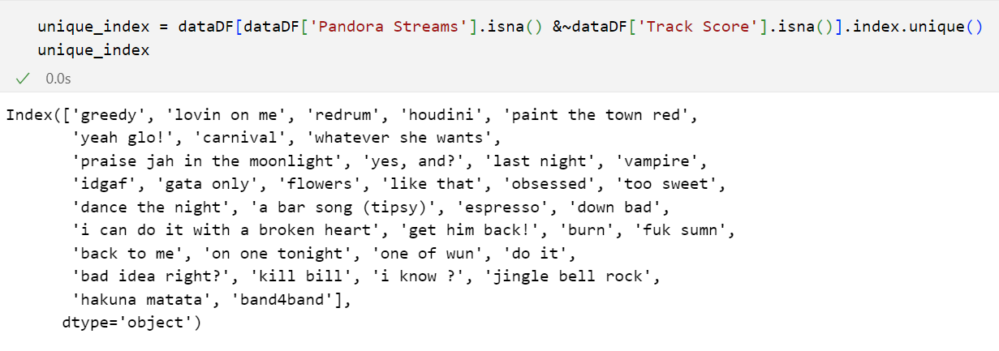 unique_index = dataDF[dataDF['Pandora Streams'].isna() &~dataDF['Track Score'].isna()].index.unique()
unique_index
0.0s
Index(['greedy', 'lovin on me', 'redrum', 'houdini', 'paint the town red',
'yeah glo!', 'carnival', 'whatever she wants',
'praise jah in the moonlight', 'yes, and?', 'last night', 'vampire',
'idgaf', 'gata only', 'flowers', 'like that', 'obsessed', 'too sweet',
'dance the night', 'a bar song (tipsy)', 'espresso', 'down bad',
'i can do it with a broken heart', 'get him back!', 'burn', 'fuk sumn',
'back to me', 'on one tonight', 'one of wun', 'do it',
'bad idea right?', 'kill bill', 'i know ?', 'jingle bell rock',
'hakuna matata', 'band4band'],
dtype='object')